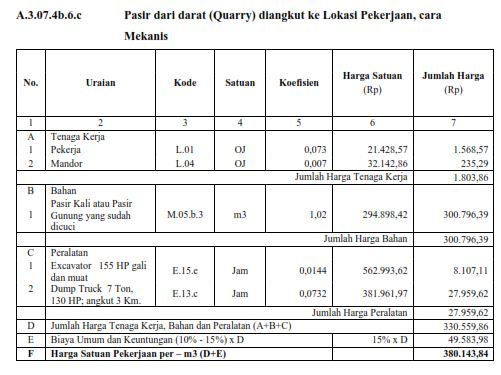 A.3.07.4b.6.c Pasir dari darat (Quarry) diangkut ke Lokasi Pekerjaan, cara
Mekanis
No. Uraian Kode Satuan Koefisien Harga Satuan (Rp) Jumlah Harga (Rp)
1 2 3 4 5 6 7
A Tenaga Kerja
1 Pekerja L.01 OJ 0,073 21.428,57 1.568,57
2 Mandor L.04 OJ 0,007 32.142,86 235,29
Jumlah Harga Tenaga Kerja 1.803,86
B Bahan
1 Pasir Kali atau Pasir Gunung yang sudah dicuci M.05.b.3 m3 1,02 294.898,42 300.796,39
Jumlah Harga Bahan 300.796,39
C Peralatan
1 Excavator 155 HP gali dan muat E.15.e Jam 0,0144 562.993,62 8.107,11
2 Dump Truck 7 Ton, 130 HP; angkut 3 Km. E.13.c Jam 0,0732 381.961,97 27.959,62
Jumlah Harga Peralatan 27.959,62
D Jumlah Harga Tenaga Kerja, Bahan dan Peralatan (A+B+C) 330.559,86
E Biaya Umum dan Keuntungan (10% - 15%) x D 15% x D 49.583,98
F Harga Satuan Pekerjaan per – m3 (D+E) 380.143,84